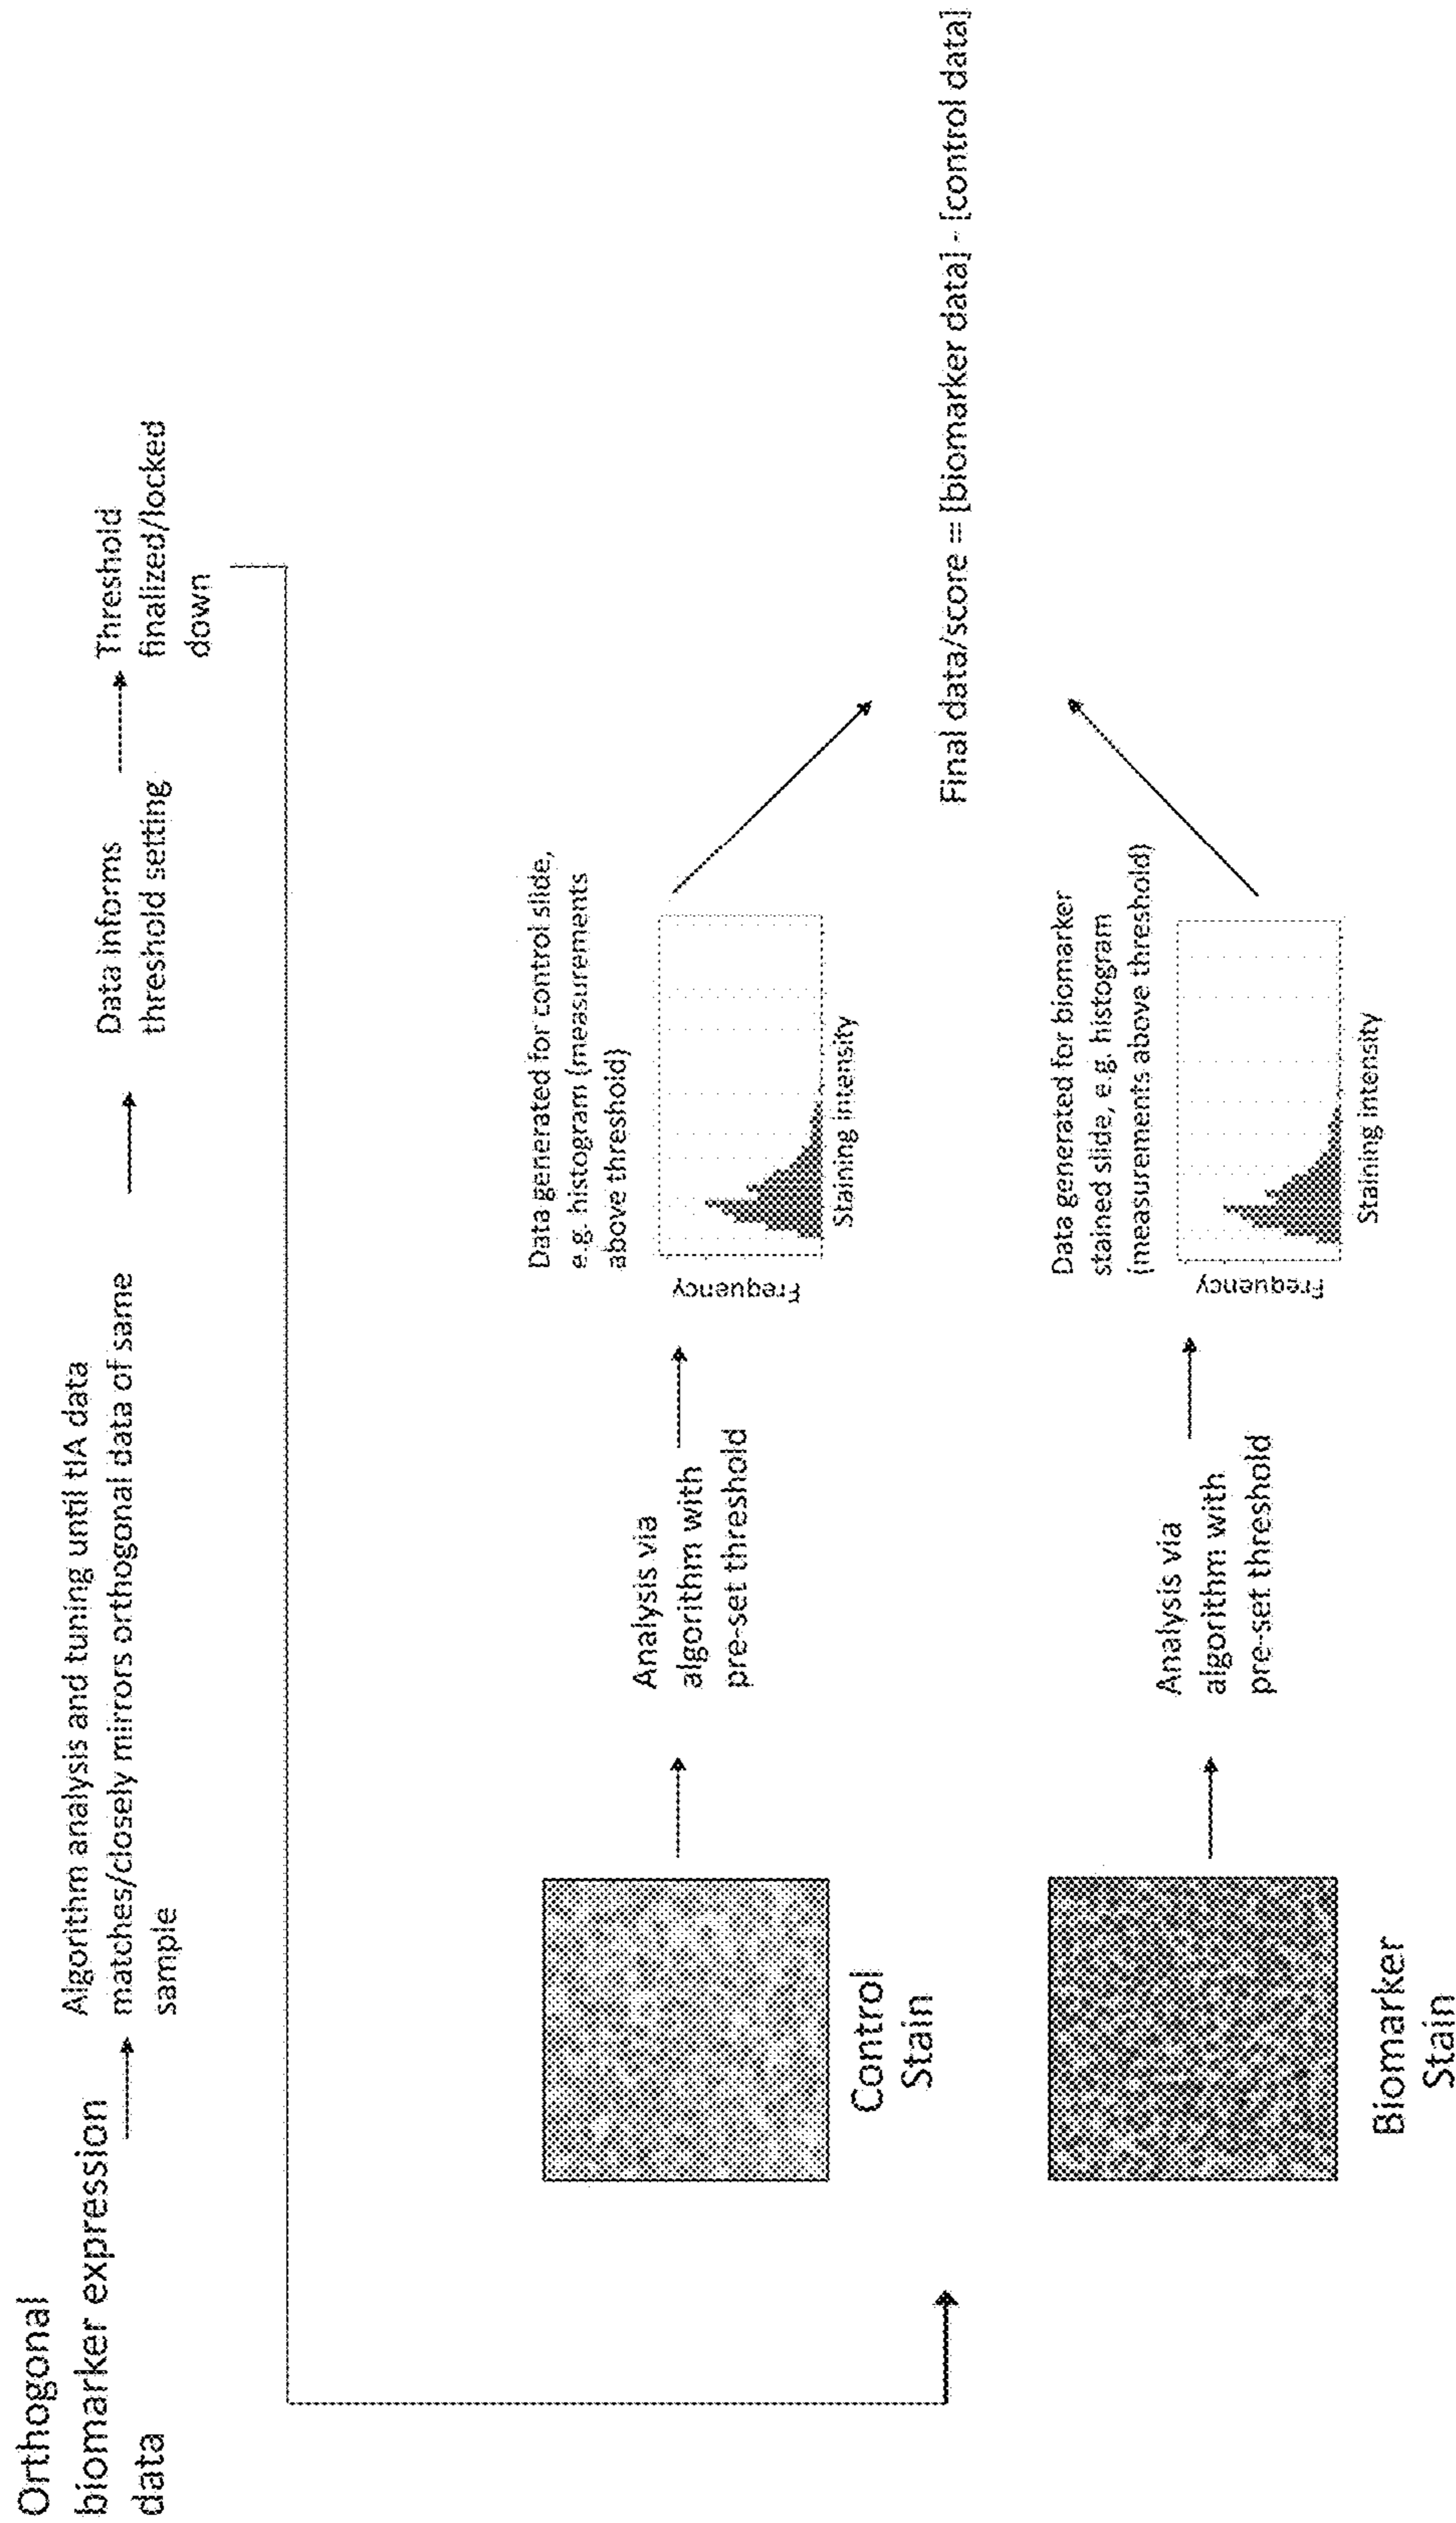 Orthogonal
biomarker expression
data
Algorithm analysis and tuning until tIA data
matches/closely mirrors orthogonal data of same
sample
Data informs
threshold setting
Threshold
finalized/locked
down
Control
Stain
Analysis via
algorithm with
pre-set threshold
Data generated for control slide,
e.g. histogram (measurements
above threshold)
Frequency
Staining intensity
Biomarker
Stain
Analysis via
algorithm with
pre-set threshold
Data generated for biomarker
stained slide, e.g. histogram
(measurements above threshold)
Frequency
Staining intensity
Final data/score = [biomarker data] - [control data]